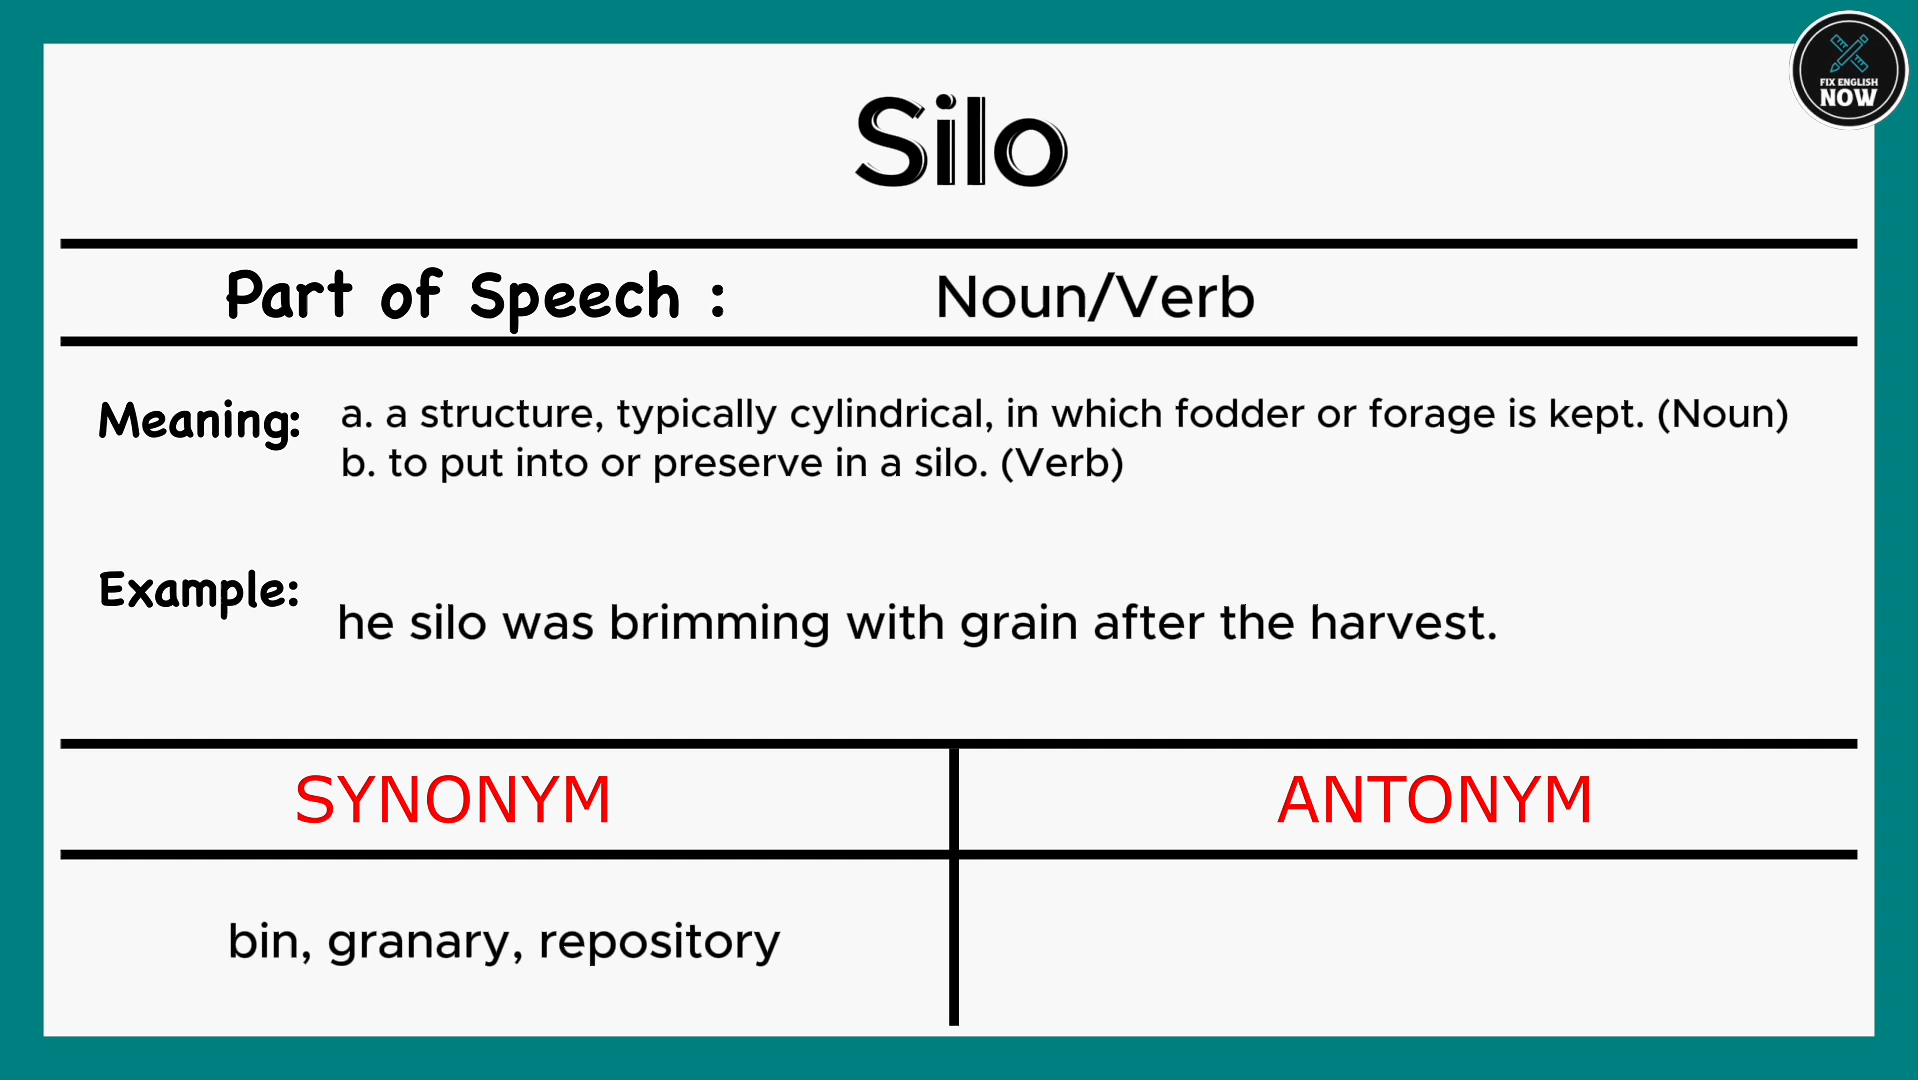 FIX ENGLISH
NOW
Silo
Part of Speech : Noun/Verb
Meaning: a. a structure, typically cylindrical, in which fodder or forage is kept. (Noun)
b. to put into or preserve in a silo. (Verb)
Example: he silo was brimming with grain after the harvest.
SYNONYM ANTONYM
bin, granary, repository